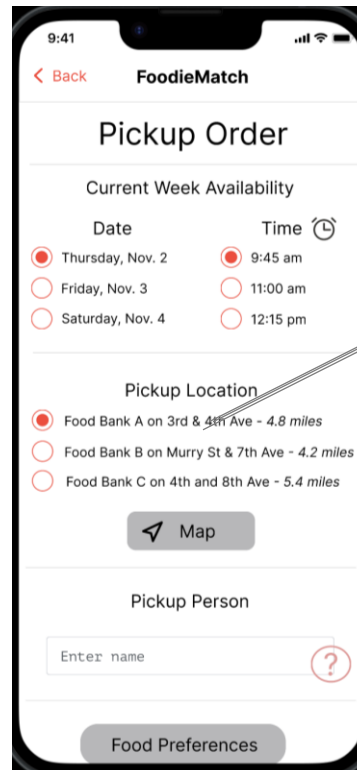 9:41
Back FoodieMatch
Pickup Order
Current Week Availability
Date Time
Thursday, Nov. 2 9:45 am
Friday, Nov. 3 11:00 am
Saturday, Nov. 4 12:15 pm
Pickup Location
Food Bank A on 3rd & 4th Ave - 4.8 miles
Food Bank B on Murry St & 7th Ave - 4.2 miles
Food Bank C on 4th and 8th Ave - 5.4 miles
Map
Pickup Person
Enter name ?
Food Preferences